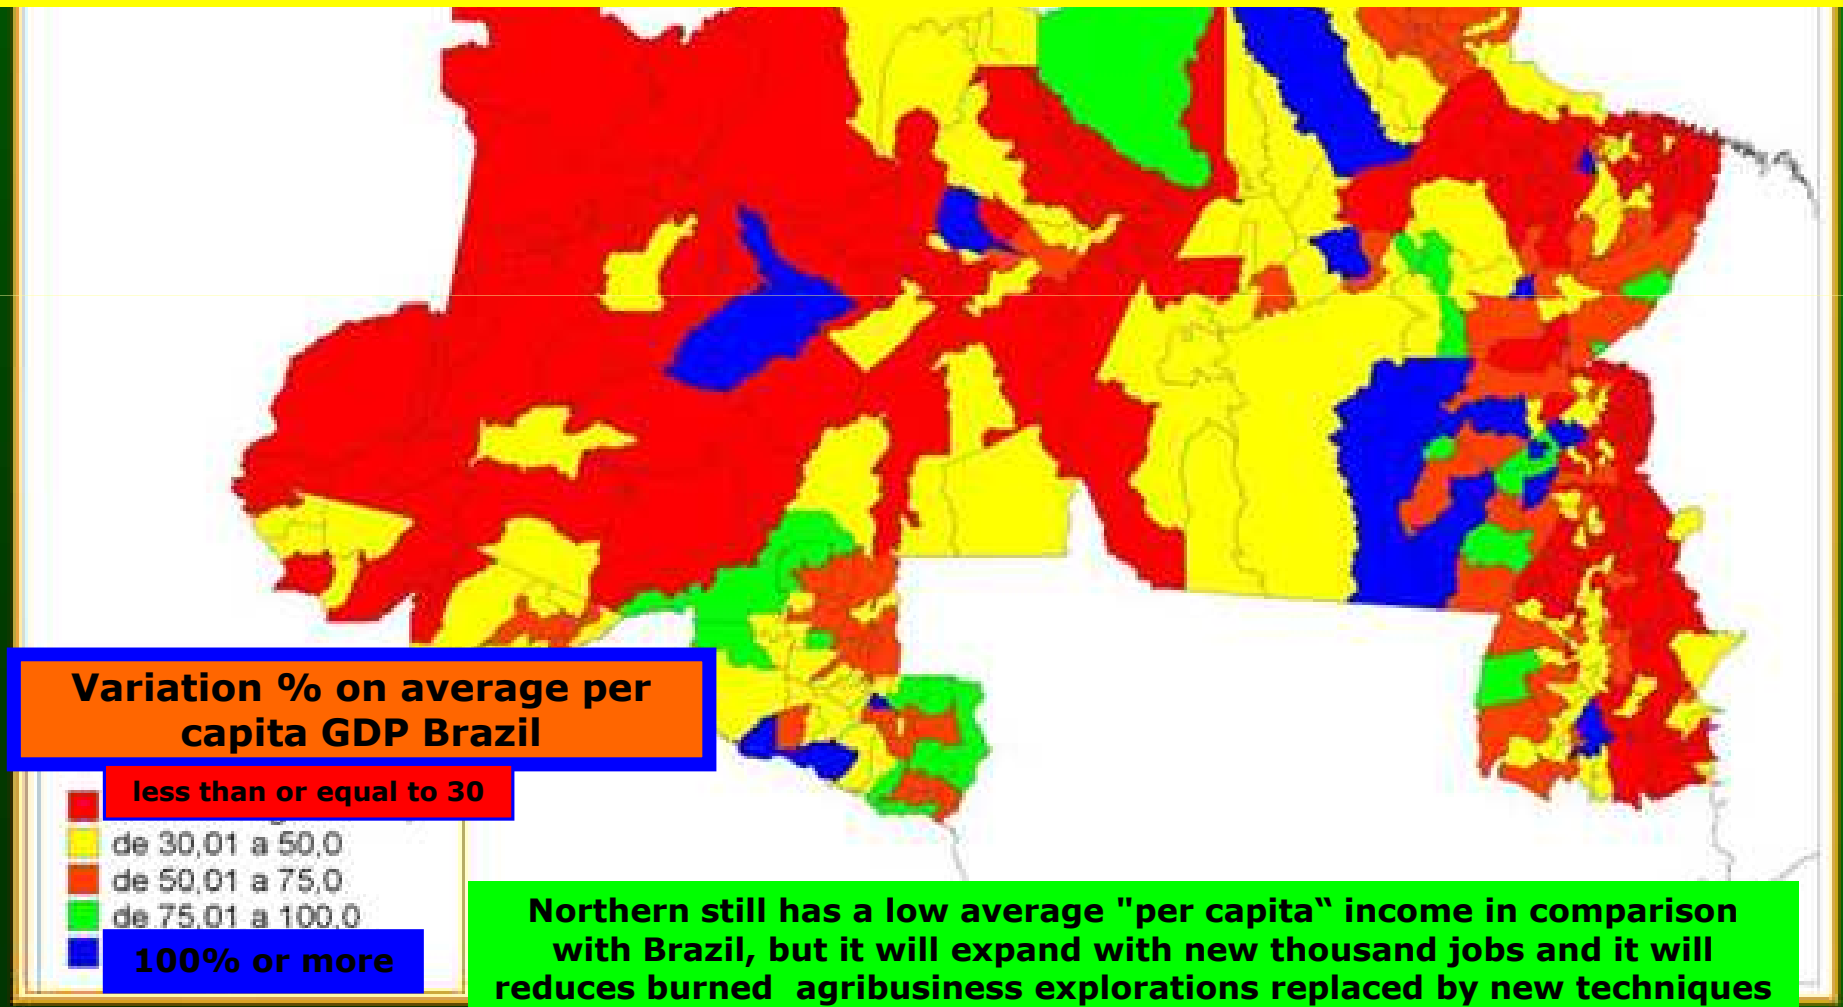 Variation % on average per
capita GDP Brazil
less than or equal to 30
de 30,01 a 50,0
de 50,01 a 75,0
de 75,01 a 100,0
100% or more
Northern still has a low average "per capita“ income in comparison
with Brazil, but it will expand with new thousand jobs and it will
reduces burned agribusiness explorations replaced by new techniques